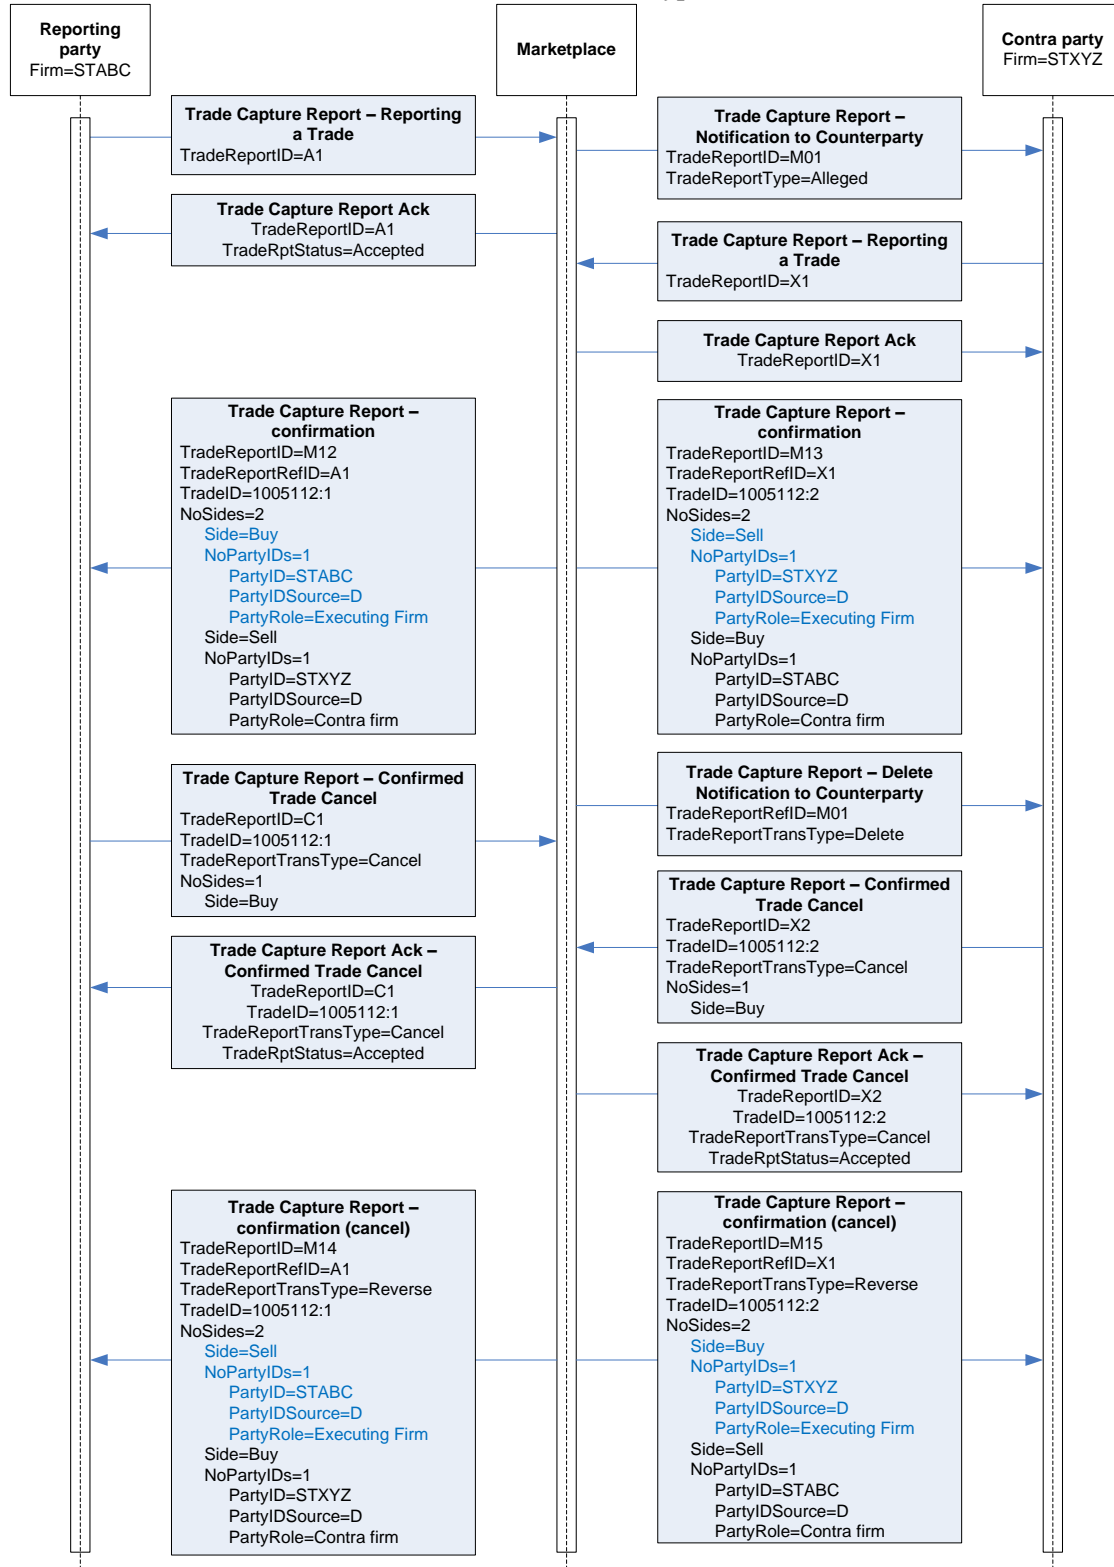 Reporting
party
Firm=STABC
Marketplace
Contra party
Firm=STXYZ
Trade Capture Report – Reporting
a Trade
TradeReportID=A1
Trade Capture Report –
Notification to Counterparty
TradeReportID=M01
TradeReportType=Alleged
Trade Capture Report Ack
TradeReportID=A1
TradeRptStatus=Accepted
Trade Capture Report – Reporting
a Trade
TradeReportID=X1
Trade Capture Report Ack
TradeReportID=X1
Trade Capture Report –
confirmation
TradeReportID=M12
TradeReportRefID=A1
TradeID=1005112:1
NoSides=2
Side=Buy
NoPartyIDs=1
PartyID=STABC
PartyIDSource=D
PartyRole=Executing Firm
Side=Sell
NoPartyIDs=1
PartyID=STXYZ
PartyIDSource=D
PartyRole=Contra firm
Trade Capture Report –
confirmation
TradeReportID=M13
TradeReportRefID=X1
TradeID=1005112:2
NoSides=2
Side=Sell
NoPartyIDs=1
PartyID=STXYZ
PartyIDSource=D
PartyRole=Executing Firm
Side=Buy
NoPartyIDs=1
PartyID=STABC
PartyIDSource=D
PartyRole=Contra firm
Trade Capture Report – Confirmed
Trade Cancel
TradeReportID=C1
TradeID=1005112:1
TradeReportTransType=Cancel
NoSides=1
Side=Buy
Trade Capture Report – Delete
Notification to Counterparty
TradeReportRefID=M01
TradeReportTransType=Delete
Trade Capture Report – Confirmed
Trade Cancel
TradeReportID=X2
TradeID=1005112:2
TradeReportTransType=Cancel
NoSides=1
Side=Buy
Trade Capture Report Ack –
Confirmed Trade Cancel
TradeReportID=C1
TradeID=1005112:1
TradeReportTransType=Cancel
TradeRptStatus=Accepted
Trade Capture Report Ack –
Confirmed Trade Cancel
TradeReportID=X2
TradeID=1005112:2
TradeReportTransType=Cancel
TradeRptStatus=Accepted
Trade Capture Report –
confirmation (cancel)
TradeReportID=M14
TradeReportRefID=A1
TradeReportTransType=Reverse
TradeID=1005112:1
NoSides=2
Side=Sell
NoPartyIDs=1
PartyID=STABC
PartyIDSource=D
PartyRole=Executing Firm
Side=Buy
NoPartyIDs=1
PartyID=STXYZ
PartyIDSource=D
PartyRole=Contra firm
Trade Capture Report –
confirmation (cancel)
TradeReportID=M15
TradeReportRefID=X1
TradeReportTransType=Reverse
TradeID=1005112:2
NoSides=2
Side=Buy
NoPartyIDs=1
PartyID=STXYZ
PartyIDSource=D
PartyRole=Executing Firm
Side=Sell
NoPartyIDs=1
PartyID=STABC
PartyIDSource=D
PartyRole=Contra firm